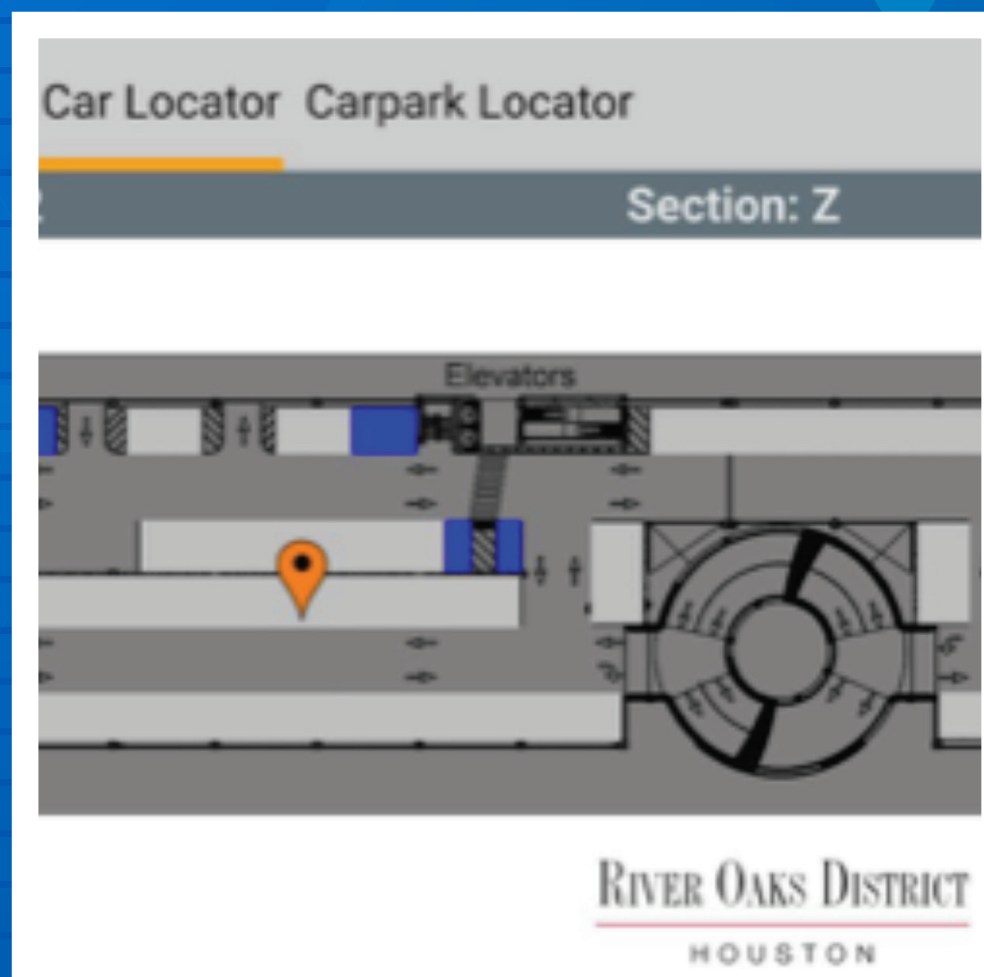 Car Locator Carpark Locator
Section: Z
Elevators
RIVER OAKS DISTRICT
HOUSTON